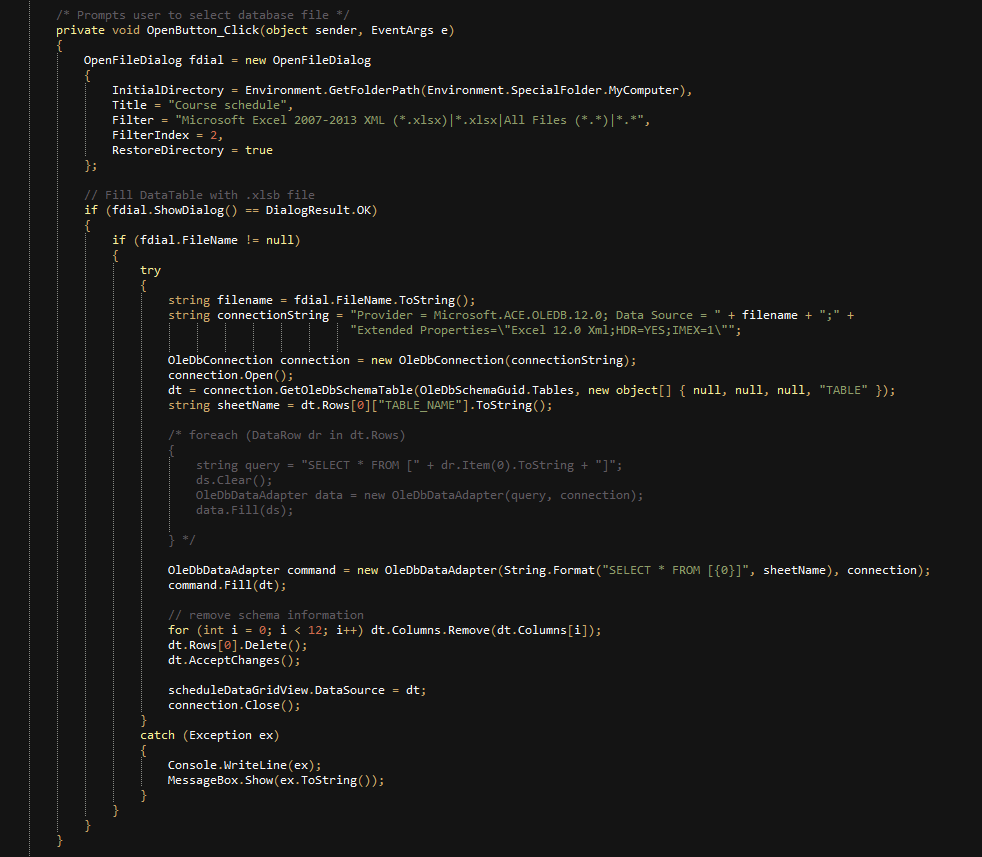 /* Prompts user to select database file */
private void OpenButton_Click(object sender, EventArgs e)
{
    OpenFileDialog fdial = new OpenFileDialog
    {
        InitialDirectory = Environment.GetFolderPath(Environment.SpecialFolder.MyComputer),
        Title = "Course schedule",
        Filter = "Microsoft Excel 2007-2013 XML (*.xlsx)|*.xlsx|All Files (*.*)|*.*",
        FilterIndex = 2,
        RestoreDirectory = true
    };

    // Fill DataTable with .xlsb file
    if (fdial.ShowDialog() == DialogResult.OK)
    {
        if (fdial.FileName != null)
        {
            try
            {
                string filename = fdial.FileName.ToString();
                string connectionString = "Provider = Microsoft.ACE.OLEDB.12.0; Data Source = " + filename + ";" +
                                          "Extended Properties=\"Excel 12.0 Xml;HDR=YES;IMEX=1\"";

                OleDbConnection connection = new OleDbConnection(connectionString);
                connection.Open();
                dt = connection.GetOleDbSchemaTable(OleDbSchemaGuid.Tables, new object[] { null, null, null, "TABLE" });
                string sheetName = dt.Rows[0]["TABLE_NAME"].ToString();

                /* foreach (DataRow dr in dt.Rows)
                {
                    string query = "SELECT * FROM [" + dr.Item(0).ToString + "]";
                    ds.Clear();
                    OleDbDataAdapter data = new OleDbDataAdapter(query, connection);
                    data.Fill(ds);

                } */

                OleDbDataAdapter command = new OleDbDataAdapter(String.Format("SELECT * FROM [{0}]", sheetName), connection);
                command.Fill(dt);

                // remove schema information
                for (int i = 0; i < 12; i++) dt.Columns.Remove(dt.Columns[i]);
                dt.Rows[0].Delete();
                dt.AcceptChanges();

                scheduleDataGridView.DataSource = dt;
                connection.Close();
            }
            catch (Exception ex)
            {
                Console.WriteLine(ex);
                MessageBox.Show(ex.ToString());
            }
        }
    }
}